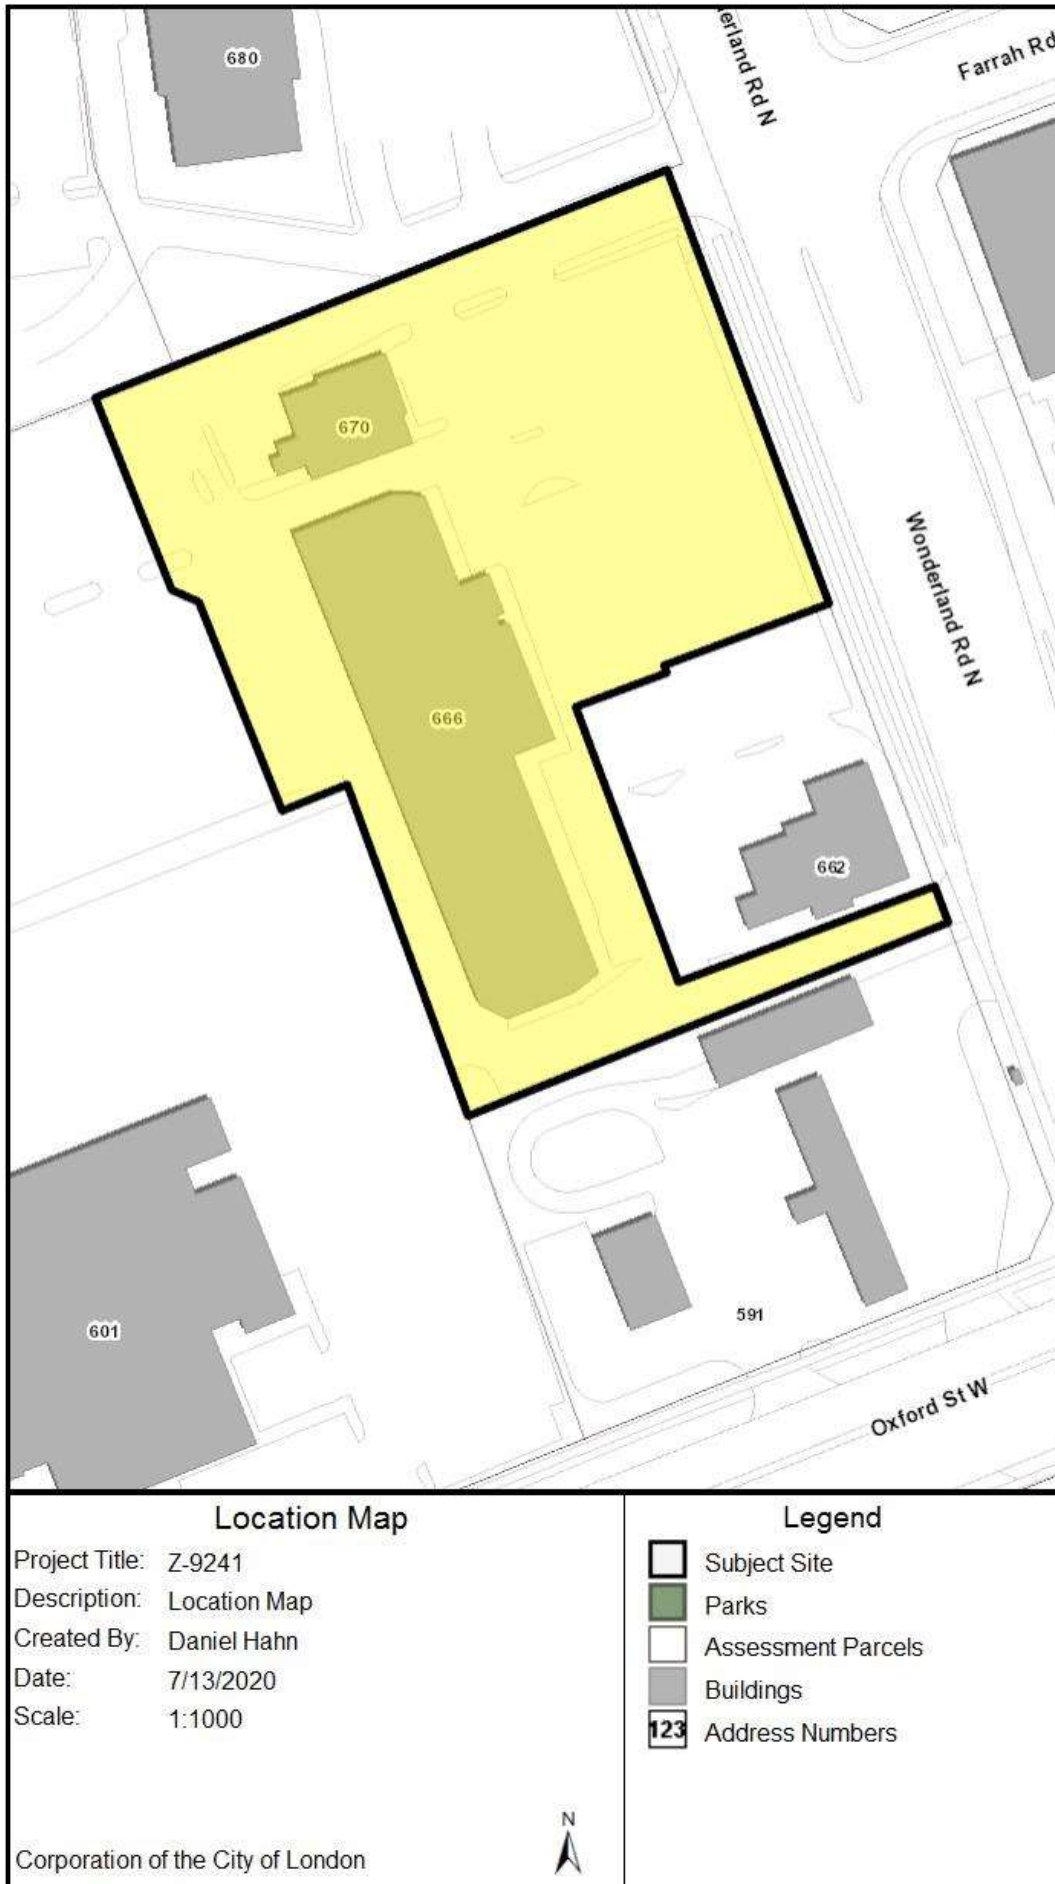 680
erland Rd N
Farrah Rd
670
Wonderland Rd N
666
662
601
591
Oxford St W
Location Map
Project Title: Z-9241
Description: Location Map
Created By: Daniel Hahn
Date: 7/13/2020
Scale: 1:1000
N
Corporation of the City of London
Legend
Subject Site
Parks
Assessment Parcels
Buildings
123 Address Numbers